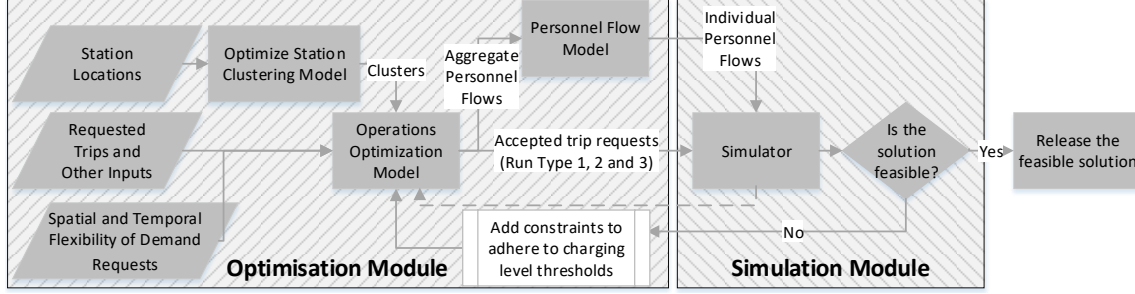 Station
Locations
Optimize Station
Clustering Model
Clusters
Aggregate
Personnel
Flows
Personnel Flow
Model
Individual
Personnel
Flows
Requested
Trips and
Other Inputs
Operations
Optimization
Model
Accepted trip requests
(Run Type 1, 2 and 3)
Simulator
Is the
solution
feasible?
Yes
Release the
feasible solution
Spatial and Temporal
Flexibility of Demand
Requests
Add constraints to
adhere to charging
level thresholds
No
Optimisation Module
Simulation Module